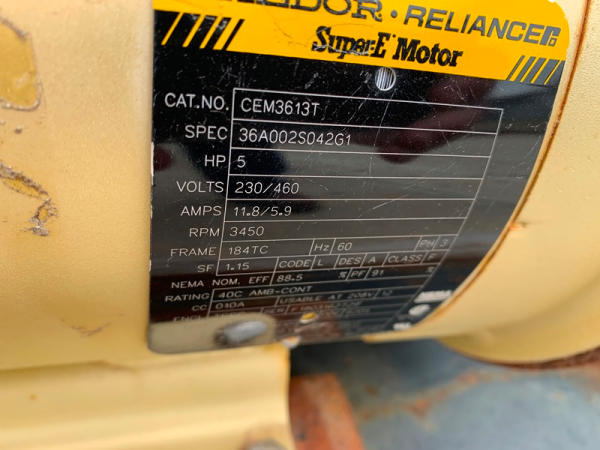 RELIANCE
Super-E Motor
CAT.NO. CEM3613T
SPEC 36A002S042G1
HP 5
VOLTS 230/460
AMPS 11.8/5.9
RPM 3450
FRAME 184TC Hz 60 PH 3
SF 1.15 CODE L DES A CLASS F
NEMA NOM. EFF 88.5 % PF 91
RATING 40C AMB-CONT
CC 010A USABLE AT 208V 12